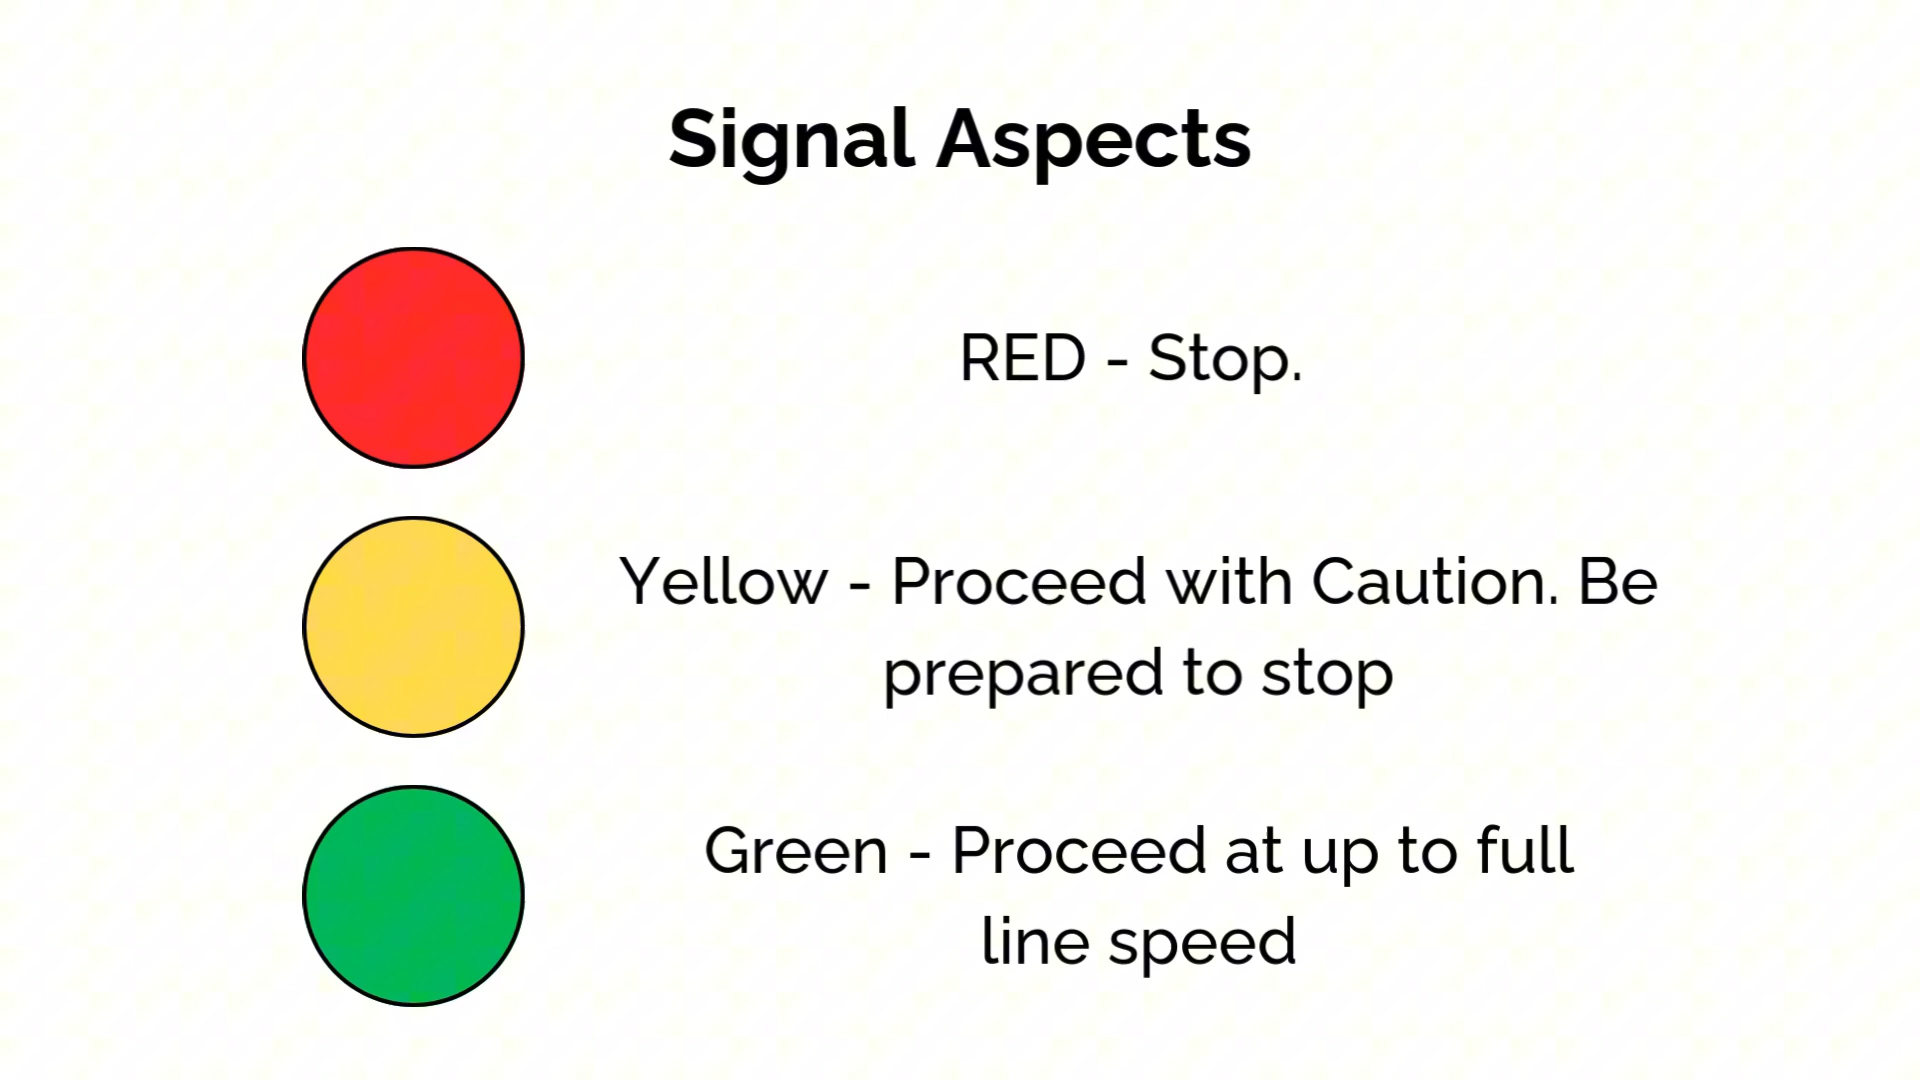 Signal Aspects
RED - Stop.
Yellow - Proceed with Caution. Be
prepared to stop
Green - Proceed at up to full
line speed